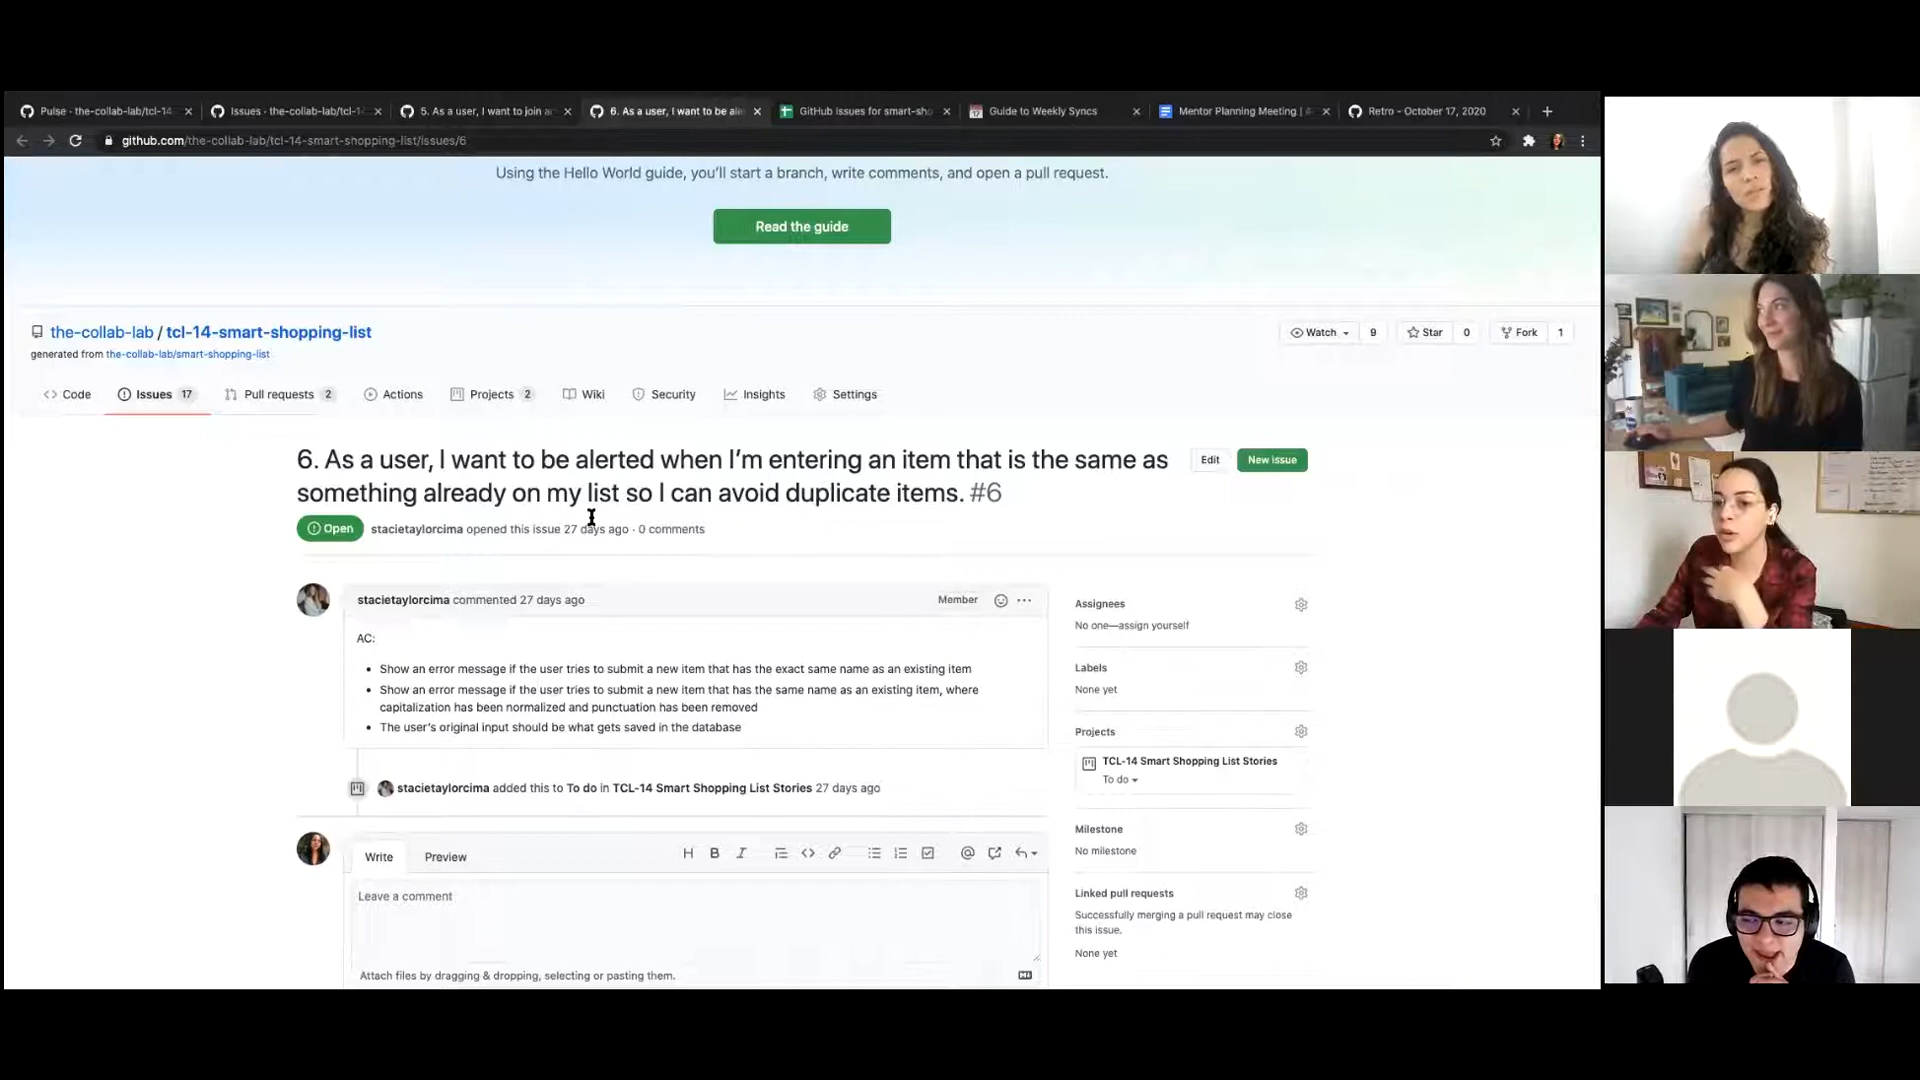 Pulse · the-collab-lab/tcl-14
Issues · the-collab-lab/tcl-1
5. As a user, I want to join a
6. As a user, I want to be ale
GitHub issues for smart-sho
Guide to Weekly Syncs
Mentor Planning Meeting |
Retro - October 17, 2020
github.com/the-collab-lab/tcl-14-smart-shopping-list/issues/6
Using the Hello World guide, you'll start a branch, write comments, and open a pull request.
Read the guide
the-collab-lab / tcl-14-smart-shopping-list
generated from the-collab-lab/smart-shopping-list
Watch 9 Star 0 Fork 1
Code Issues 17 Pull requests 2 Actions Projects 2 Wiki Security Insights Settings
6. As a user, I want to be alerted when I'm entering an item that is the same as
something already on my list so I can avoid duplicate items. #6
Edit New issue
Open stacietaylorcima opened this issue 27 days ago · 0 comments
stacietaylorcima commented 27 days ago Member
AC:
• Show an error message if the user tries to submit a new item that has the exact same name as an existing item
• Show an error message if the user tries to submit a new item that has the same name as an existing item, where
capitalization has been normalized and punctuation has been removed
• The user's original input should be what gets saved in the database
stacietaylorcima added this to To do in TCL-14 Smart Shopping List Stories 27 days ago
Write Preview
Leave a comment
Attach files by dragging & dropping, selecting or pasting them.
Assignees
No one—assign yourself
Labels
None yet
Projects
TCL-14 Smart Shopping List Stories
To do
Milestone
No milestone
Linked pull requests
Successfully merging a pull request may close
this issue.
None yet